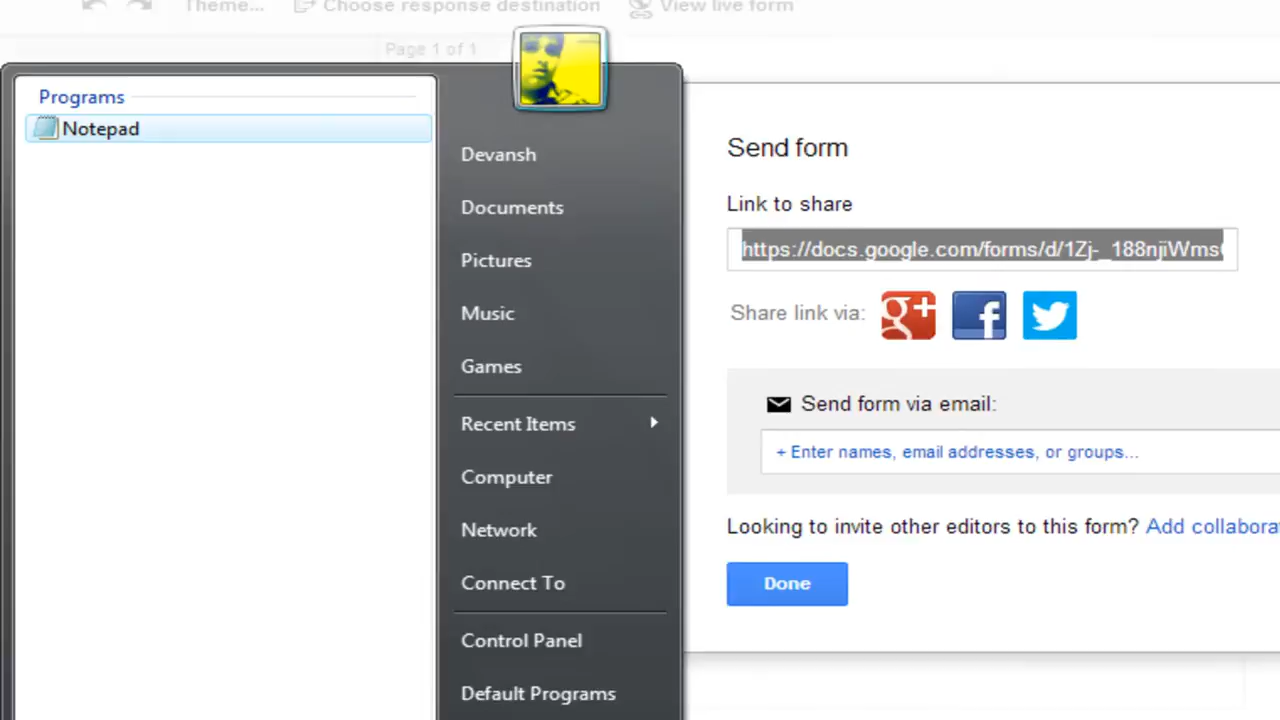 Theme... Choose response destination View live form
Page 1 of 1
Programs
Notepad
Devansh
Documents
Pictures
Music
Games
Recent Items
Computer
Network
Connect To
Control Panel
Default Programs
Send form
Link to share
https://docs.google.com/forms/d/1Zj-_188njiWms
Share link via:
Send form via email:
+ Enter names, email addresses, or groups...
Looking to invite other editors to this form? Add collabora
Done